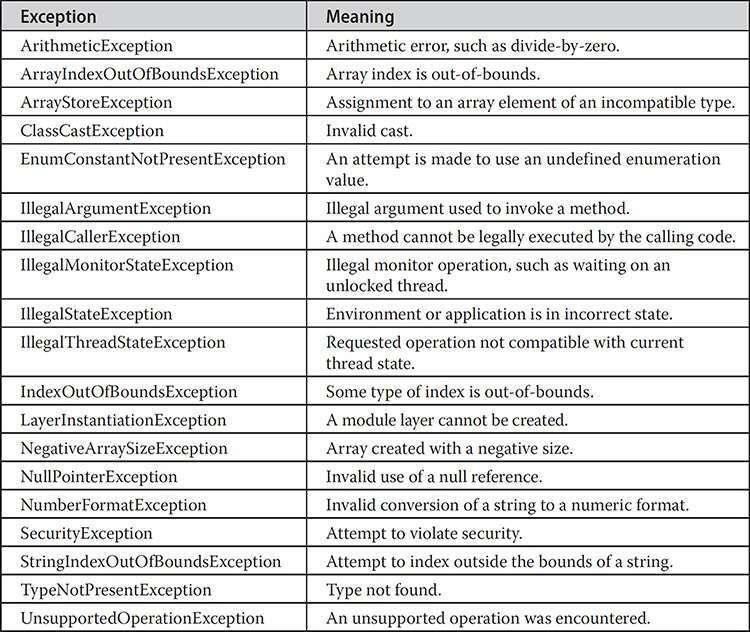 Exception Meaning
ArithmeticException Arithmetic error, such as divide-by-zero.
ArrayIndexOutOfBoundsException Array index is out-of-bounds.
ArrayStoreException Assignment to an array element of an incompatible type.
ClassCastException Invalid cast.
EnumConstantNotPresentException An attempt is made to use an undefined enumeration
value.
IllegalArgumentException Illegal argument used to invoke a method.
IllegalCallerException A method cannot be legally executed by the calling code.
IllegalMonitorStateException Illegal monitor operation, such as waiting on an
unlocked thread.
IllegalStateException Environment or application is in incorrect state.
IllegalThreadStateException Requested operation not compatible with current
thread state.
IndexOutOfBoundsException Some type of index is out-of-bounds.
LayerInstantiationException A module layer cannot be created.
NegativeArraySizeException Array created with a negative size.
NullPointerException Invalid use of a null reference.
NumberFormatException Invalid conversion of a string to a numeric format.
SecurityException Attempt to violate security.
StringIndexOutOfBoundsException Attempt to index outside the bounds of a string.
TypeNotPresentException Type not found.
UnsupportedOperationException An unsupported operation was encountered.